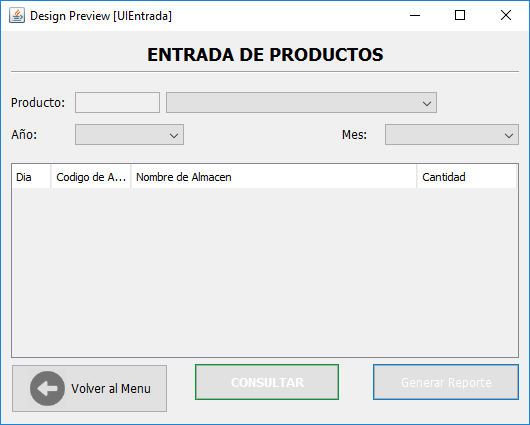 Design Preview [UIEntrada]
ENTRADA DE PRODUCTOS
Producto:
Año: Mes:
Dia Codigo de A... Nombre de Almacen Cantidad
Volver al Menu CONSULTAR Generar Reporte